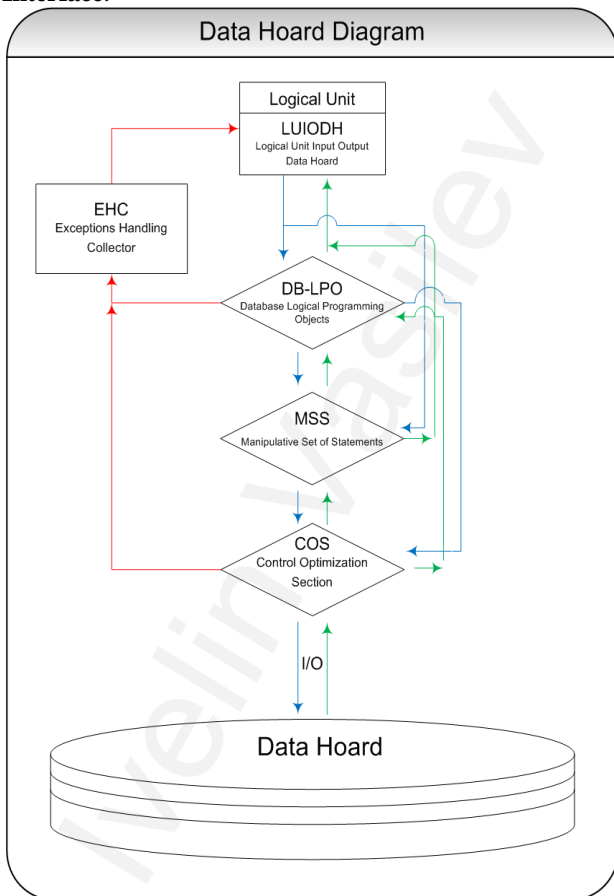 Interface.
Data Hoard Diagram
Logical Unit
LUIODH
Logical Unit Input Output
Data Hoard
EHC
Exceptions Handling
Collector
DB-LPO
Database Logical Programming
Objects
MSS
Manipulative Set of Statements
COS
Control Optimization
Section
I/O
Data Hoard
Ivelin Vasilev